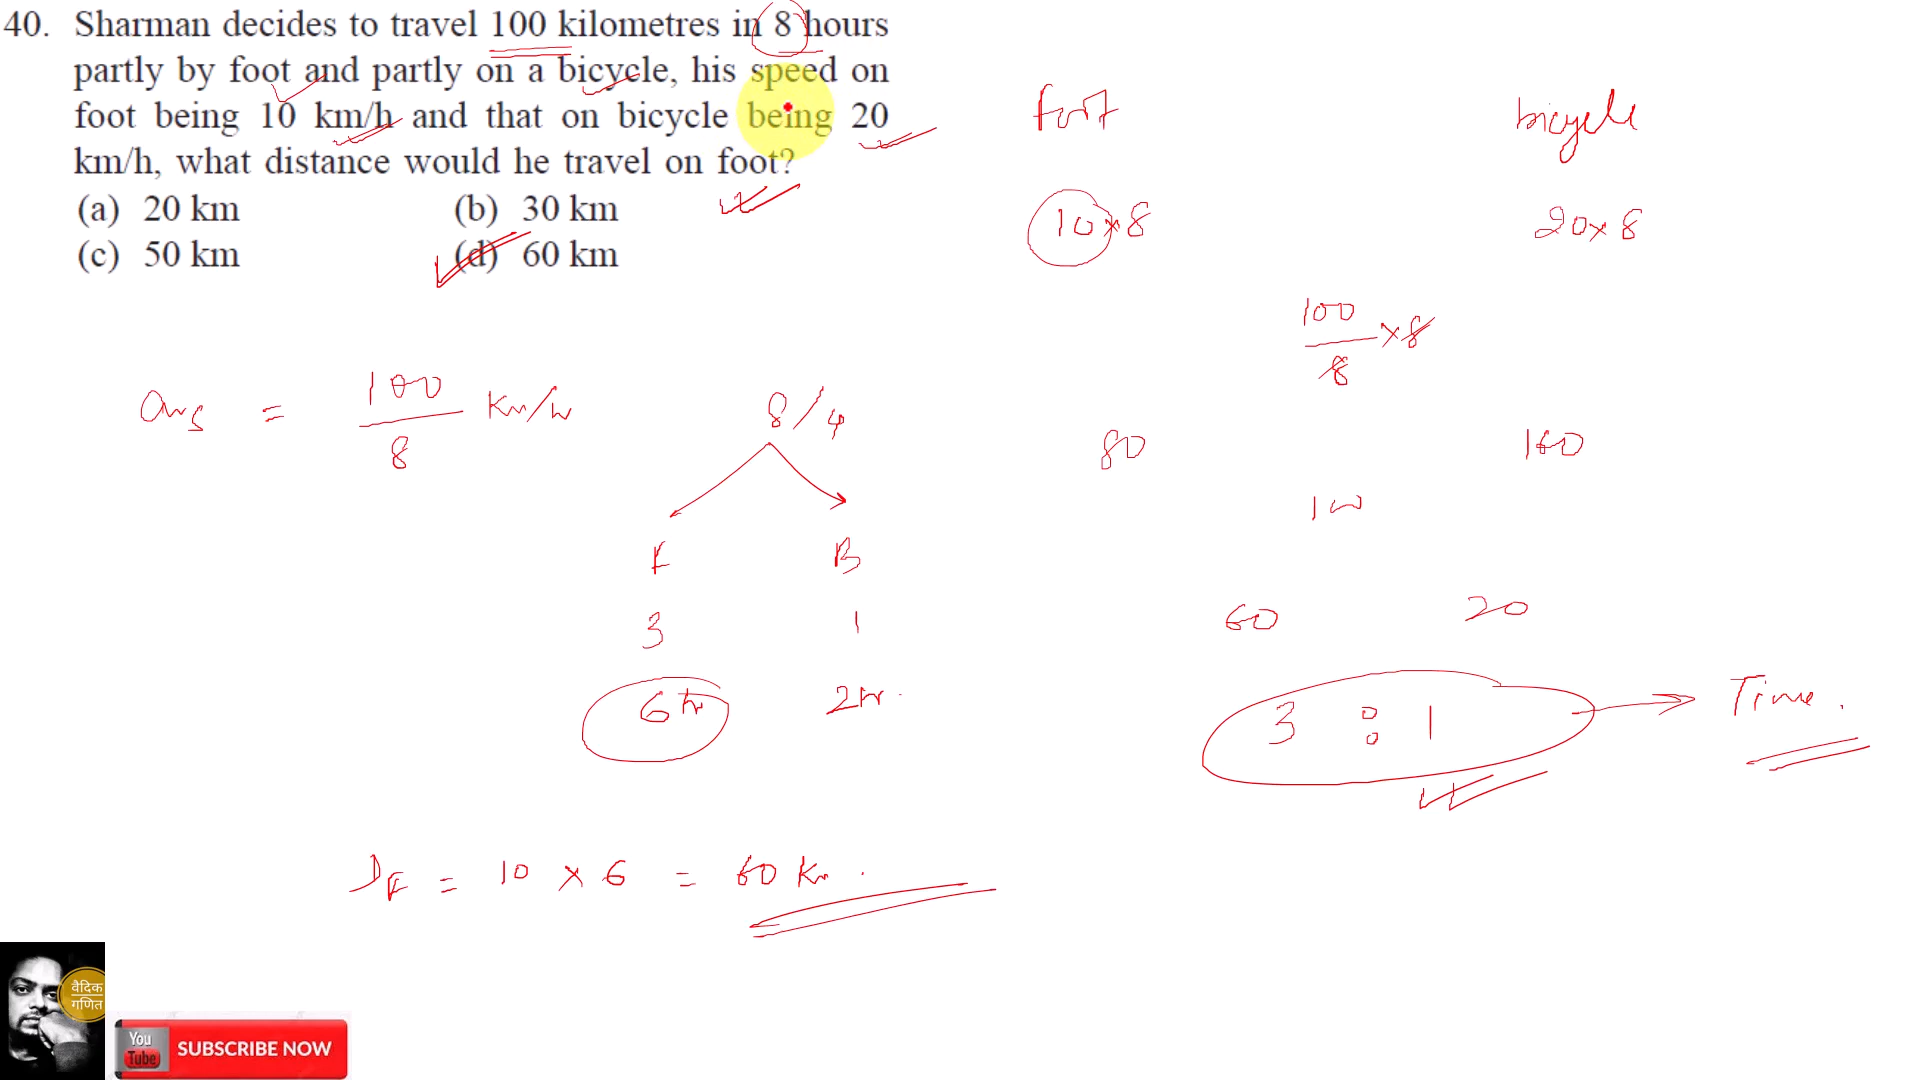 40. Sharman decides to travel 100 kilometres in 8 hours
partly by foot and partly on a bicycle, his speed on
foot being 10 km/h and that on bicycle being 20
km/h, what distance would he travel on foot?
(a) 20 km (b) 30 km
(c) 50 km (d) 60 km
foot bicycle
10×8 20×8
100/8 × 8
80 160
100
60 20
3 : 1 → Time.
= 100/8 Km/h
8/4
F B
3 1
6 hr 2 hr.
DF = 10 × 6 = 60 Km.
वैदिक
गणित
You
Tube
SUBSCRIBE NOW